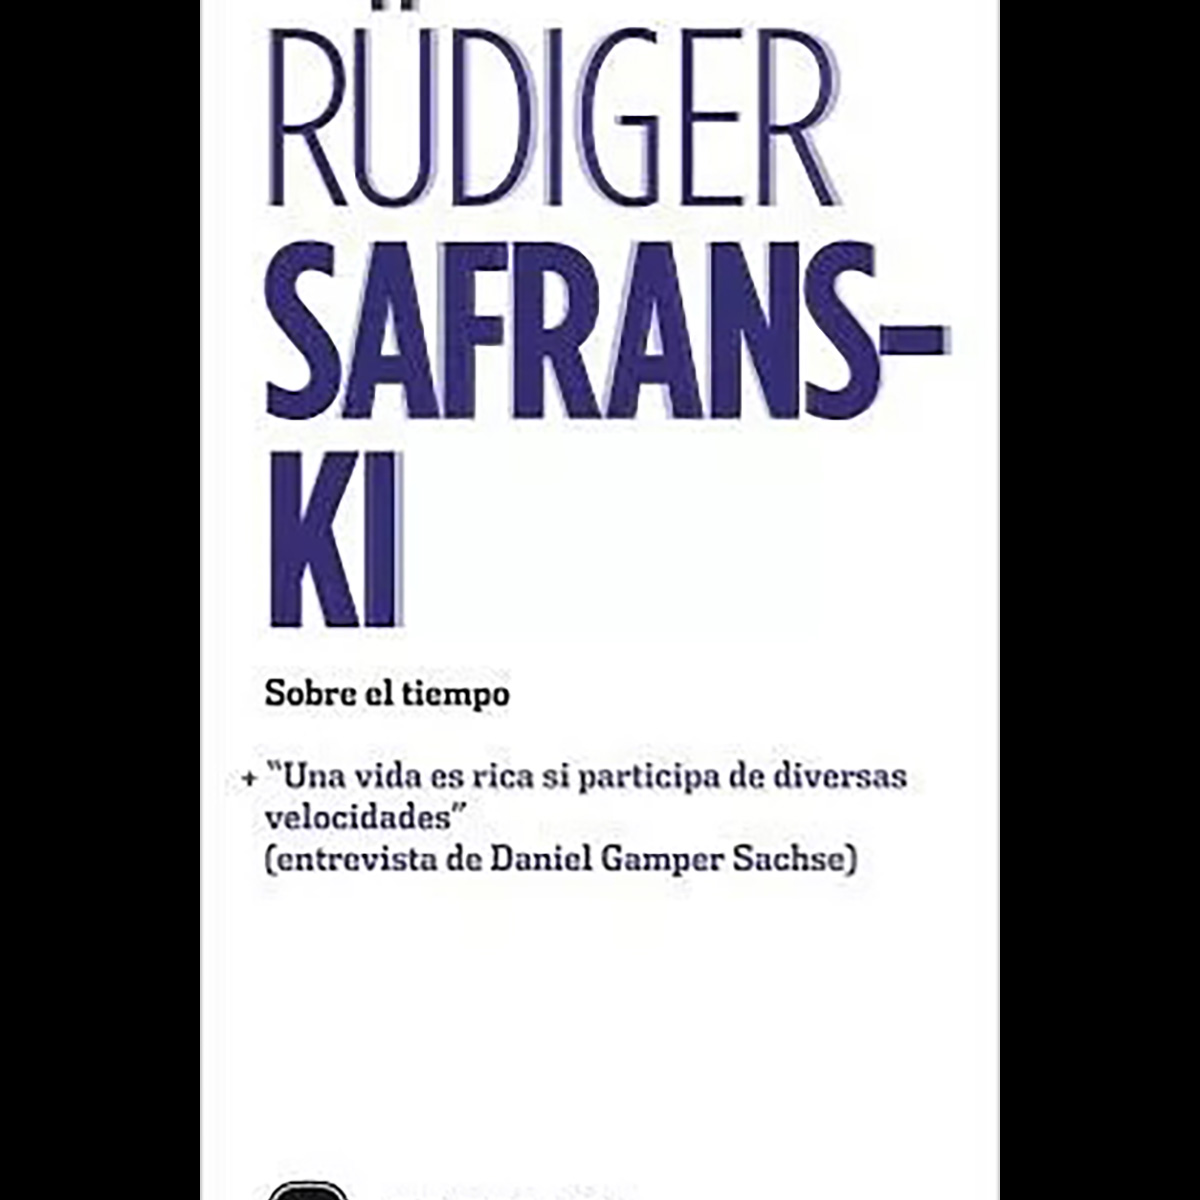 RÜDIGER
SAFRANS-
KI
Sobre el tiempo
+ "Una vida es rica si participa de diversas
velocidades"
(entrevista de Daniel Gamper Sachse)